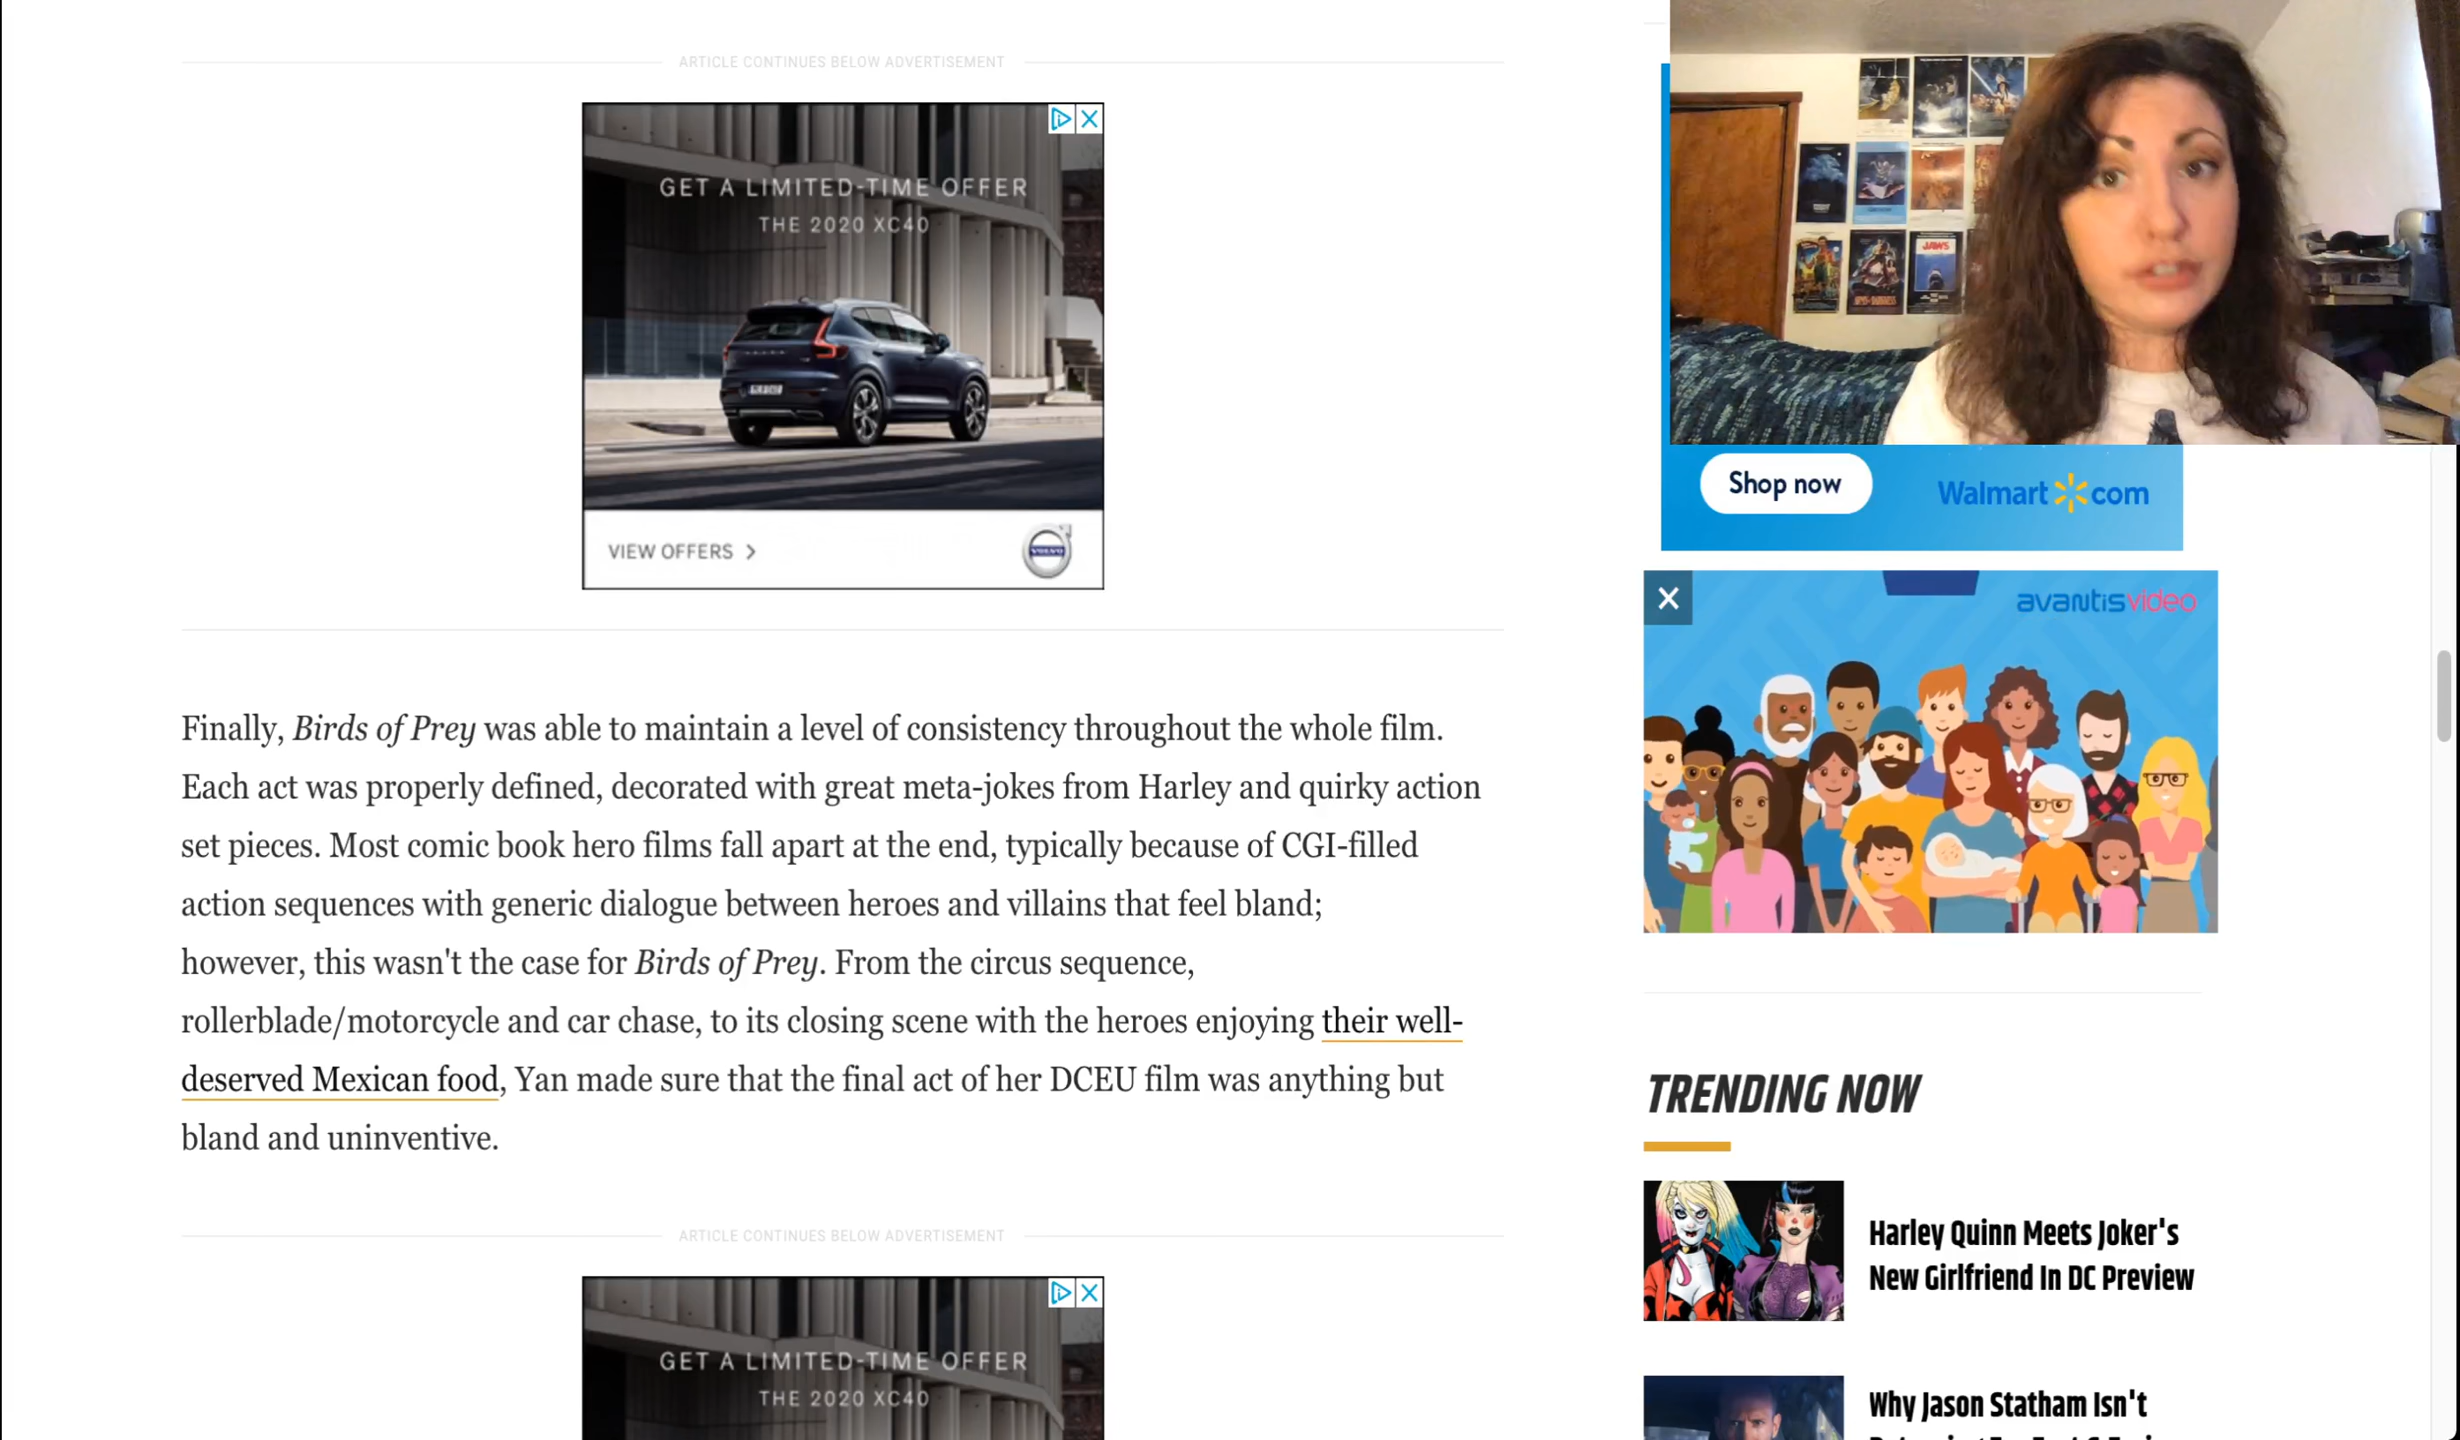 ARTICLE CONTINUES BELOW ADVERTISEMENT
GET A LIMITED-TIME OFFER
THE 2020 XC40
VIEW OFFERS >
VOLVO
Finally, Birds of Prey was able to maintain a level of consistency throughout the whole film.
Each act was properly defined, decorated with great meta-jokes from Harley and quirky action
set pieces. Most comic book hero films fall apart at the end, typically because of CGI-filled
action sequences with generic dialogue between heroes and villains that feel bland;
however, this wasn't the case for Birds of Prey. From the circus sequence,
rollerblade/motorcycle and car chase, to its closing scene with the heroes enjoying their well-
deserved Mexican food, Yan made sure that the final act of her DCEU film was anything but
bland and uninventive.
ARTICLE CONTINUES BELOW ADVERTISEMENT
GET A LIMITED-TIME OFFER
THE 2020 XC40
JAWS
Shop now
Walmart com
avantisvideo
TRENDING NOW
Harley Quinn Meets Joker's
New Girlfriend In DC Preview
Why Jason Statham Isn't